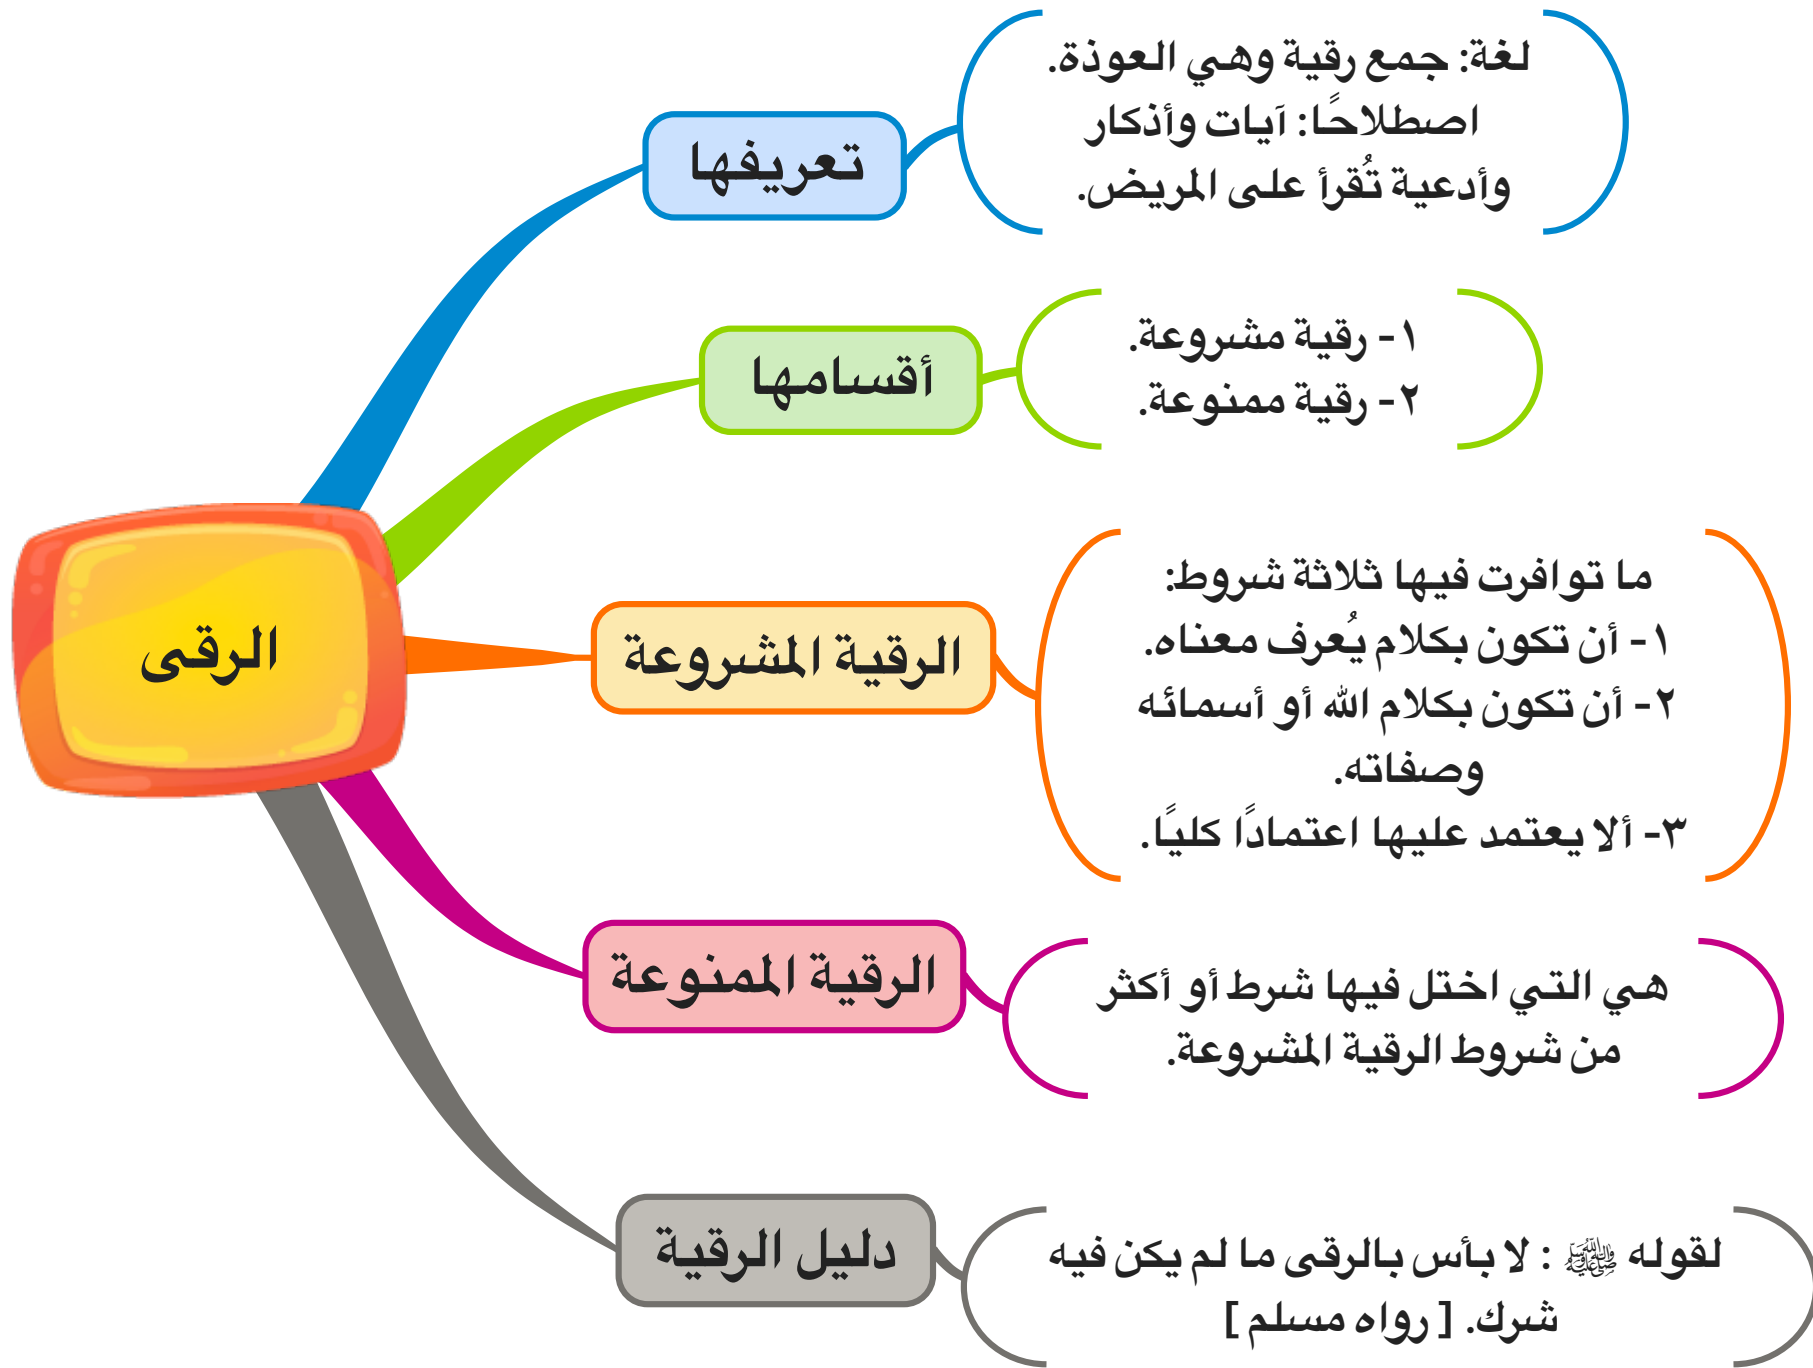 الرقى
تعريفها
لغة: جمع رقية وهي العوذة.
اصطلاحًا: آيات وأذكار
وأدعية تُقرأ على المريض.
أقسامها
١- رقية مشروعة.
٢- رقية ممنوعة.
الرقية المشروعة
ما توافرت فيها ثلاثة شروط:
١- أن تكون بكلام يُعرف معناه.
٢- أن تكون بكلام الله أو أسمائه
وصفاته.
٣- ألا يعتمد عليها اعتمادًا كليًا.
الرقية الممنوعة
هي التي اختل فيها شرط أو أكثر
من شروط الرقية المشروعة.
دليل الرقية
لقوله ﷺ : لا بأس بالرقى ما لم يكن فيه
شرك. [ رواه مسلم ]